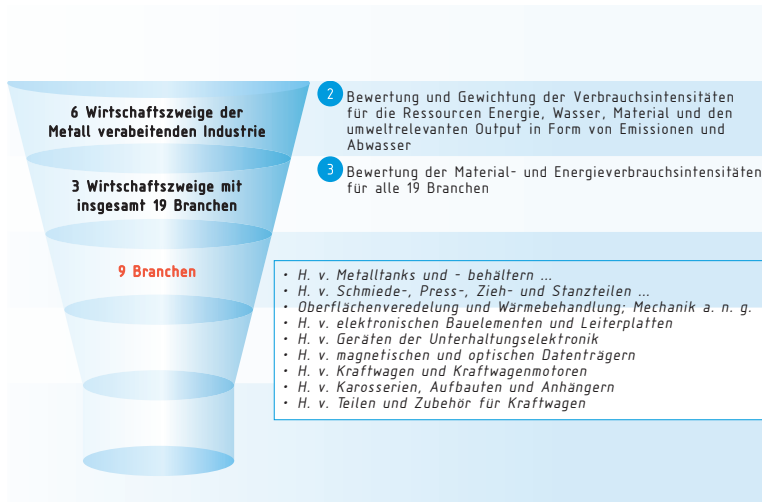 6 Wirtschaftszweige der
Metall verabeitenden Industrie
2
Bewertung und Gewichtung der Verbrauchsintensitäten
für die Ressourcen Energie, Wasser, Material und den
umweltrelevanten Output in Form von Emissionen und
Abwasser
3 Wirtschaftszweige mit
insgesamt 19 Branchen
3
Bewertung der Material- und Energieverbrauchsintensitäten
für alle 19 Branchen
9 Branchen
• H. v. Metalltanks und - behältern ...
• H. v. Schmiede-, Press-, Zieh- und Stanzteilen ...
• Oberflächenveredelung und Wärmebehandlung; Mechanik a. n. g.
• H. v. elektronischen Bauelementen und Leiterplatten
• H. v. Geräten der Unterhaltungselektronik
• H. v. magnetischen und optischen Datenträgern
• H. v. Kraftwagen und Kraftwagenmotoren
• H. v. Karosserien, Aufbauten und Anhängern
• H. v. Teilen und Zubehör für Kraftwagen